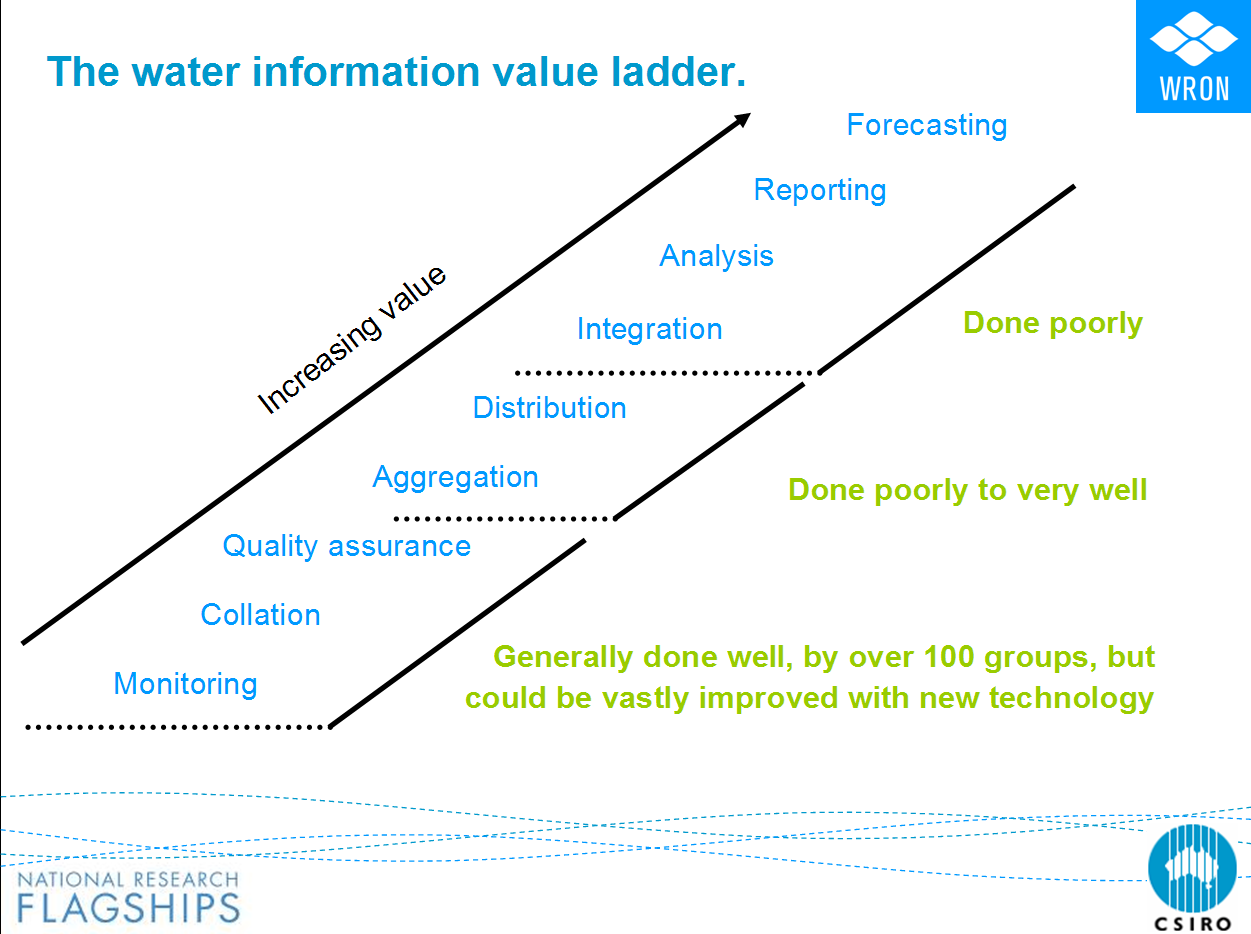 The water information value ladder.
WRON
Forecasting
Reporting
Analysis
Increasing value
Integration
Done poorly
Distribution
Aggregation
Done poorly to very well
Quality assurance
Collation
Generally done well, by over 100 groups, but
could be vastly improved with new technology
Monitoring
NATIONAL RESEARCH
FLAGSHIPS
CSIRO